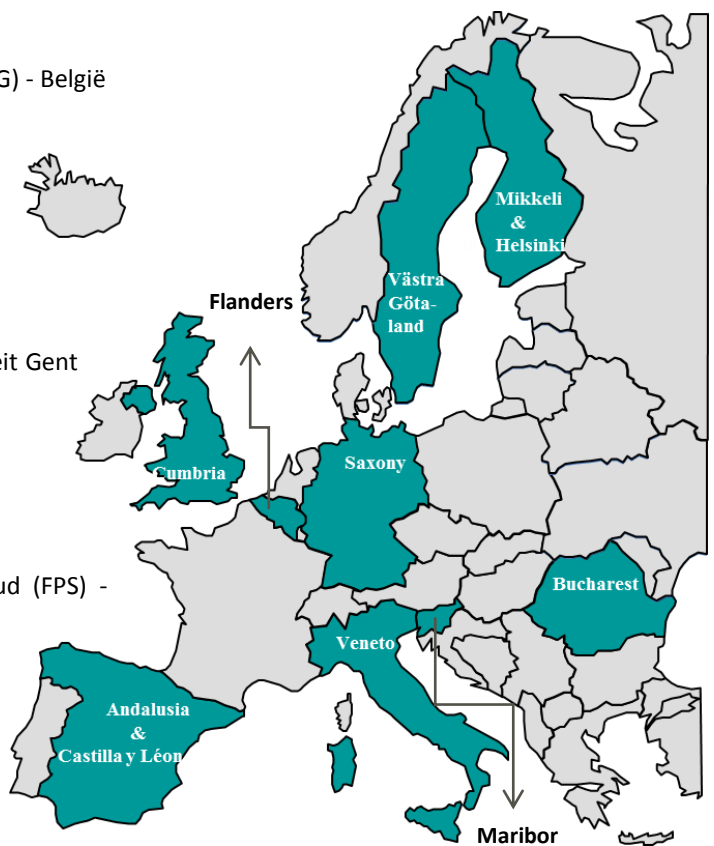 G) - België
Mikkeli
&
Helsinki
Västra
Göta-
land
Flanders
eit Gent
Cumbria
Saxony
ud (FPS) -
Bucharest
Veneto
Andalusia
&
Castilla y Léon
Maribor